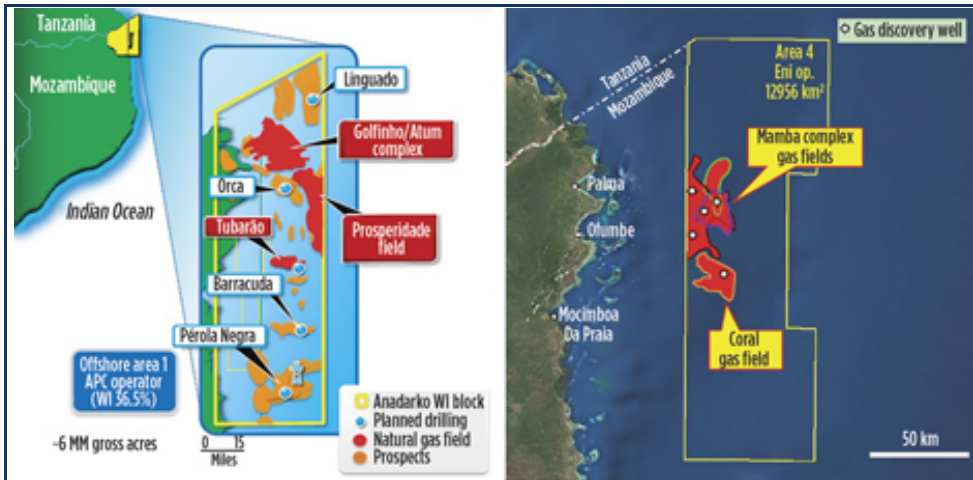 Tanzania
Mozambique
Indian Ocean
Linguado
Golfinho/Atum
complex
Orca
Tubarão
Prosperidade
field
Barracuda
Pérola Negra
Offshore area 1
APC operator
(WI 36.5%)
~6 MM gross acres
0 15
Miles
Anadarko WI block
Planned drilling
Natural gas field
Prospects
Gas discovery well
Area 4
Eni op.
12956 km²
Tanzania
Mozambique
Mamba complex
gas fields
Palma
Ofumbe
Mocimboa
Da Praia
Coral
gas field
50 km